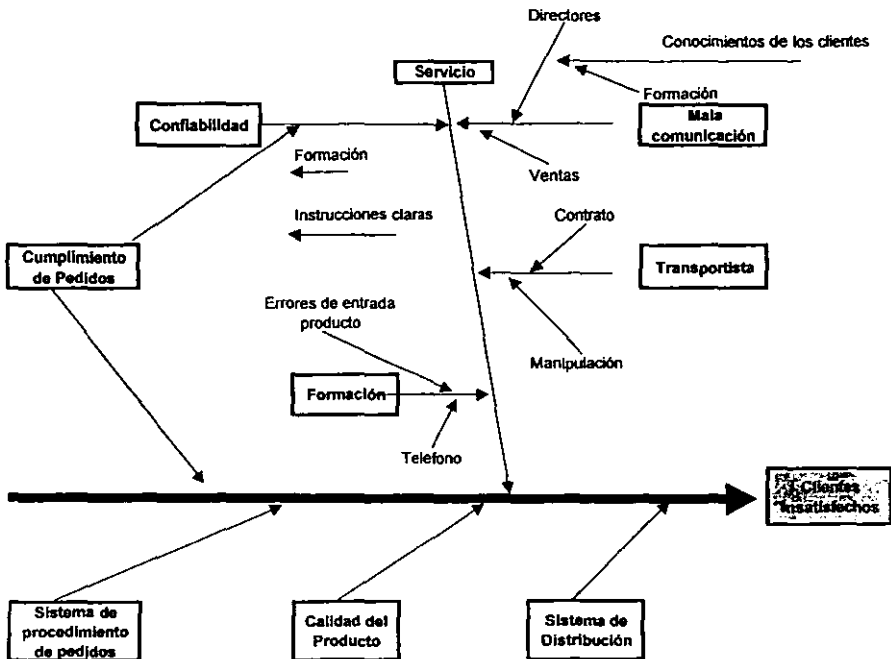 Directores
Conocimientos de los clientes
Servicio
Formación
Confiabilidad
Mala
comunicación
Formación
Ventas
Instrucciones claras
Contrato
Cumplimiento
de Pedidos
Transportista
Errores de entrada
producto
Manipulación
Formación
Telefono
Clientes
Insatisfechos
Sistema de
procedimiento
de pedidos
Calidad del
Producto
Sistema de
Distribución